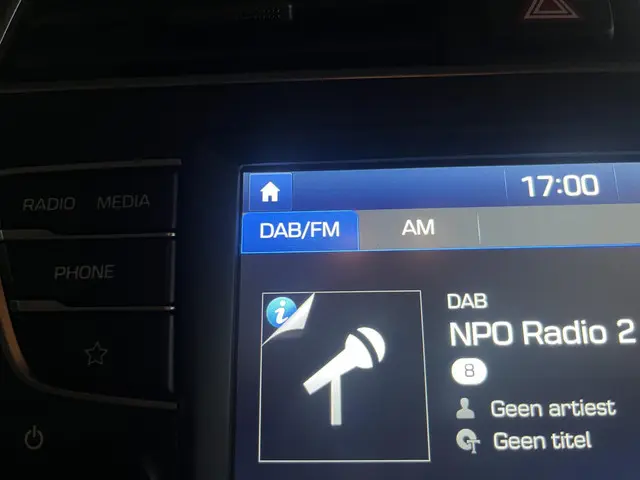 RADIO MEDIA
PHONE
17:00
DAB/FM AM
i
DAB
NPO Radio 2
8
Geen artiest
Geen titel